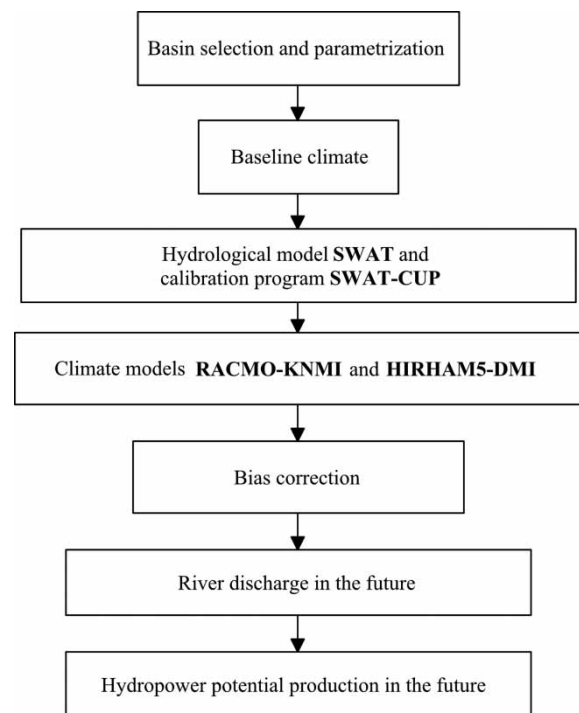 Basin selection and parametrization
Baseline climate
Hydrological model SWAT and
calibration program SWAT-CUP
Climate models RACMO-KNMI and HIRHAM5-DMI
Bias correction
River discharge in the future
Hydropower potential production in the future